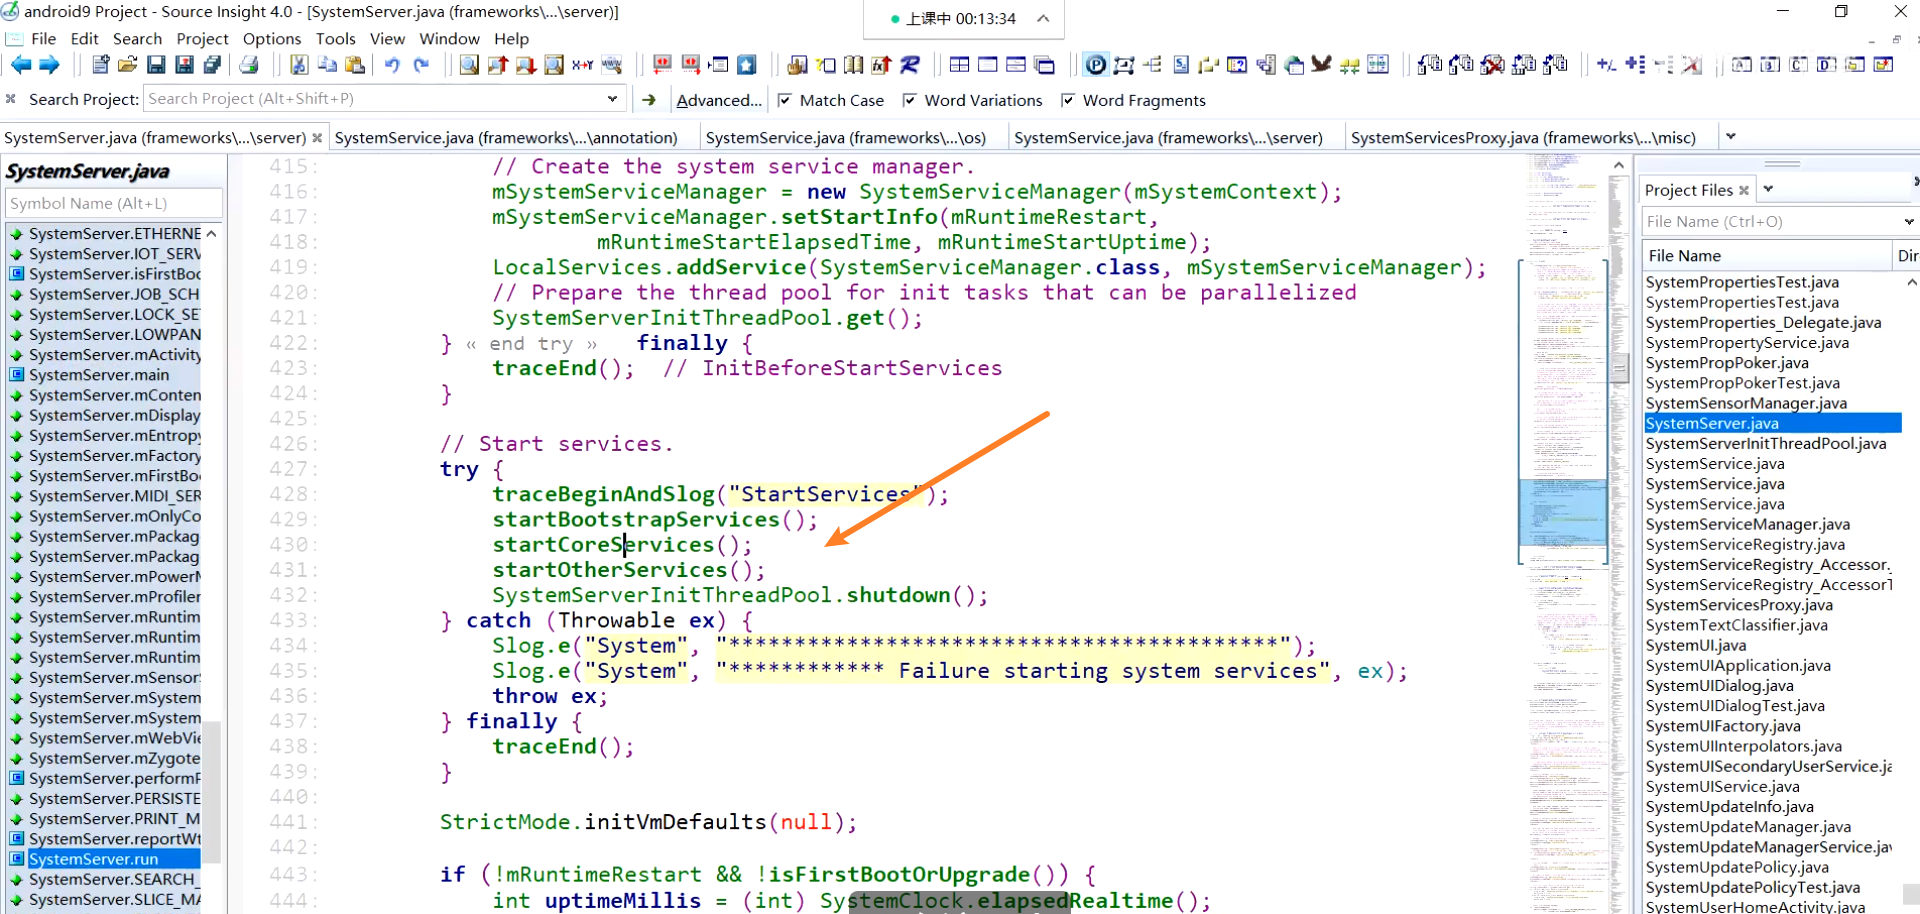 android9 Project - Source Insight 4.0 - [SystemServer.java (frameworks\...\server)]
上课中 00:13:34
File Edit Search Project Options Tools View Window Help
Search Project: Search Project (Alt+Shift+P) Advanced... Match Case Word Variations Word Fragments
SystemServer.java (frameworks\...\server) SystemService.java (frameworks\...\annotation) SystemService.java (frameworks\...\os) SystemService.java (frameworks\...\server) SystemServicesProxy.java (frameworks\...\misc)
SystemServer.java
Symbol Name (Alt+L)
SystemServer.ETHERNE
SystemServer.IOT_SERV
SystemServer.isFirstBoo
SystemServer.JOB_SCH
SystemServer.LOCK_SE
SystemServer.LOWPAN
SystemServer.mActivity
SystemServer.main
SystemServer.mConten
SystemServer.mDisplay
SystemServer.mEntropy
SystemServer.mFactory
SystemServer.mFirstBo
SystemServer.MIDI_SER
SystemServer.mOnlyCo
SystemServer.mPackag
SystemServer.mPackag
SystemServer.mPowerM
SystemServer.mProfiler
SystemServer.mRuntim
SystemServer.mRuntim
SystemServer.mRuntim
SystemServer.mSensor
SystemServer.mSystem
SystemServer.mSystem
SystemServer.mWebVie
SystemServer.mZygote
SystemServer.performP
SystemServer.PERSISTE
SystemServer.PRINT_M
SystemServer.reportWt
SystemServer.run
SystemServer.SEARCH_
SystemServer.SLICE_MA
415: // Create the system service manager.
416: mSystemServiceManager = new SystemServiceManager(mSystemContext);
417: mSystemServiceManager.setStartInfo(mRuntimeRestart,
418: mRuntimeStartElapsedTime, mRuntimeStartUptime);
419: LocalServices.addService(SystemServiceManager.class, mSystemServiceManager);
420: // Prepare the thread pool for init tasks that can be parallelized
421: SystemServerInitThreadPool.get();
422: } « end try » finally {
423: traceEnd(); // InitBeforeStartServices
424: }
425:
426: // Start services.
427: try {
428: traceBeginAndSlog("StartServices");
429: startBootstrapServices();
430: startCoreServices();
431: startOtherServices();
432: SystemServerInitThreadPool.shutdown();
433: } catch (Throwable ex) {
434: Slog.e("System", "******************************************");
435: Slog.e("System", "************ Failure starting system services", ex);
436: throw ex;
437: } finally {
438: traceEnd();
439: }
440:
441: StrictMode.initVmDefaults(null);
442:
443: if (!mRuntimeRestart && !isFirstBootOrUpgrade()) {
444: int uptimeMillis = (int) SystemClock.elapsedRealtime();
Project Files
File Name (Ctrl+O)
File Name Dir
SystemPropertiesTest.java
SystemPropertiesTest.java
SystemProperties_Delegate.java
SystemPropertyService.java
SystemPropPoker.java
SystemPropPokerTest.java
SystemSensorManager.java
SystemServer.java
SystemServerInitThreadPool.java
SystemService.java
SystemService.java
SystemService.java
SystemServiceManager.java
SystemServiceRegistry.java
SystemServiceRegistry_Accessor.
SystemServiceRegistry_AccessorT
SystemServicesProxy.java
SystemTextClassifier.java
SystemUI.java
SystemUIApplication.java
SystemUIDialog.java
SystemUIDialogTest.java
SystemUIFactory.java
SystemUIInterpolators.java
SystemUISecondaryUserService.ja
SystemUIService.java
SystemUpdateInfo.java
SystemUpdateManager.java
SystemUpdateManagerService.jav
SystemUpdatePolicy.java
SystemUpdatePolicyTest.java
SystemUserHomeActivity.java